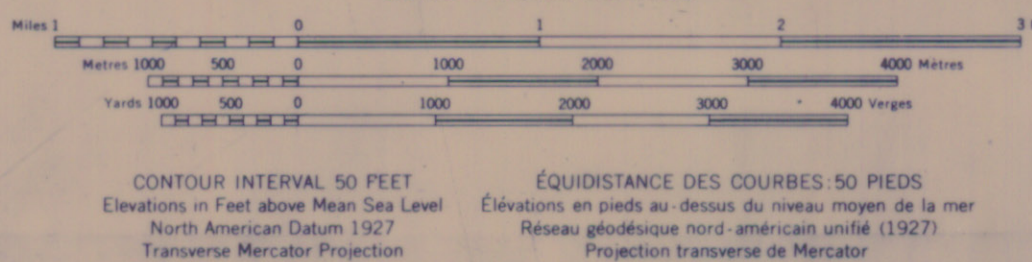 Miles 1 0 1 2 3
Metres 1000 500 0 1000 2000 3000 4000 Mètres
Yards 1000 500 0 1000 2000 3000 4000 Verges
CONTOUR INTERVAL 50 FEET
Elevations in Feet above Mean Sea Level
North American Datum 1927
Transverse Mercator Projection
ÉQUIDISTANCE DES COURBES: 50 PIEDS
Élévations en pieds au-dessus du niveau moyen de la mer
Réseau géodésique nord-américain unifié (1927)
Projection transverse de Mercator